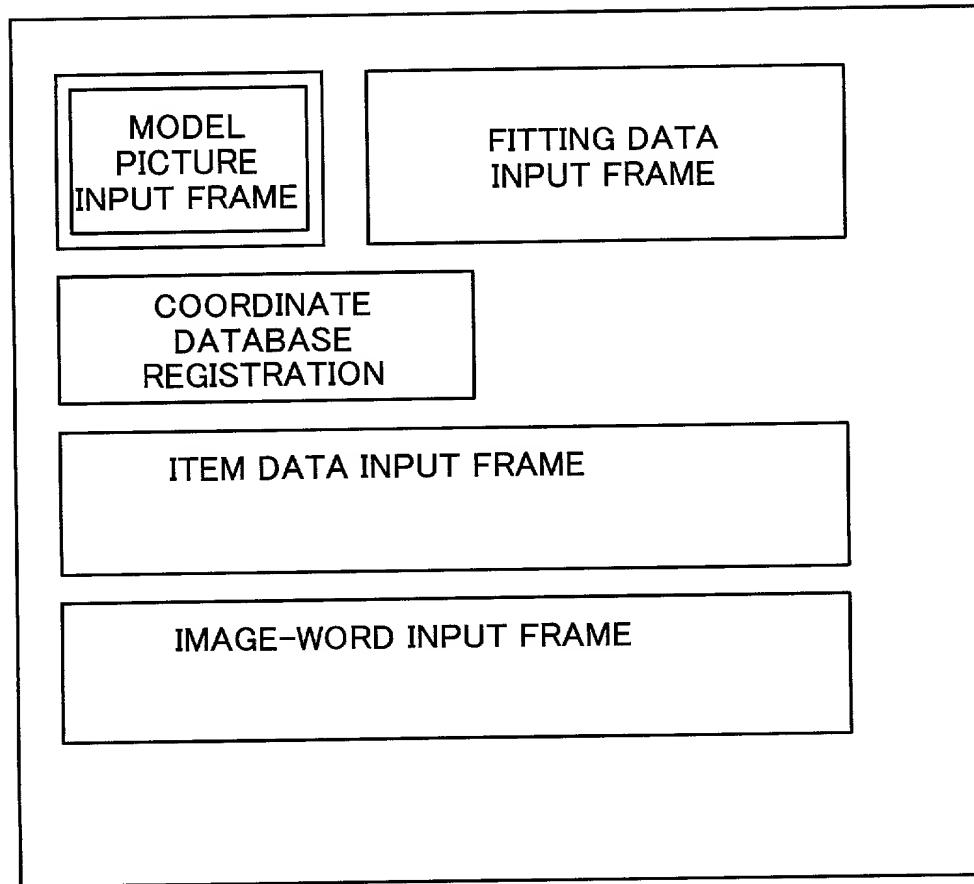 MODEL
PICTURE
INPUT FRAME
FITTING DATA
INPUT FRAME
COORDINATE
DATABASE
REGISTRATION
ITEM DATA INPUT FRAME
IMAGE-WORD INPUT FRAME